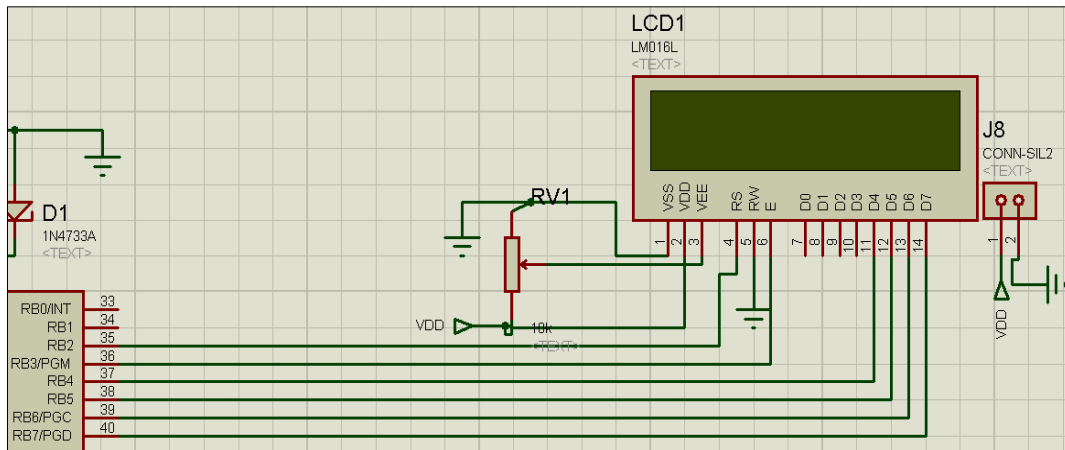 LCD1
LM016L
<TEXT>
VSS
VDD
VEE
RS
RW
E
D0
D1
D2
D3
D4
D5
D6
D7
1
2
3
4
5
6
7
8
9
10
11
12
13
14
J8
CONN-SIL2
<TEXT>
1
2
VDD
RV1
10k
<TEXT>
VDD
D1
1N4733A
<TEXT>
RB0/INT 33
RB1 34
RB2 35
RB3/PGM 36
RB4 37
RB5 38
RB6/PGC 39
RB7/PGD 40